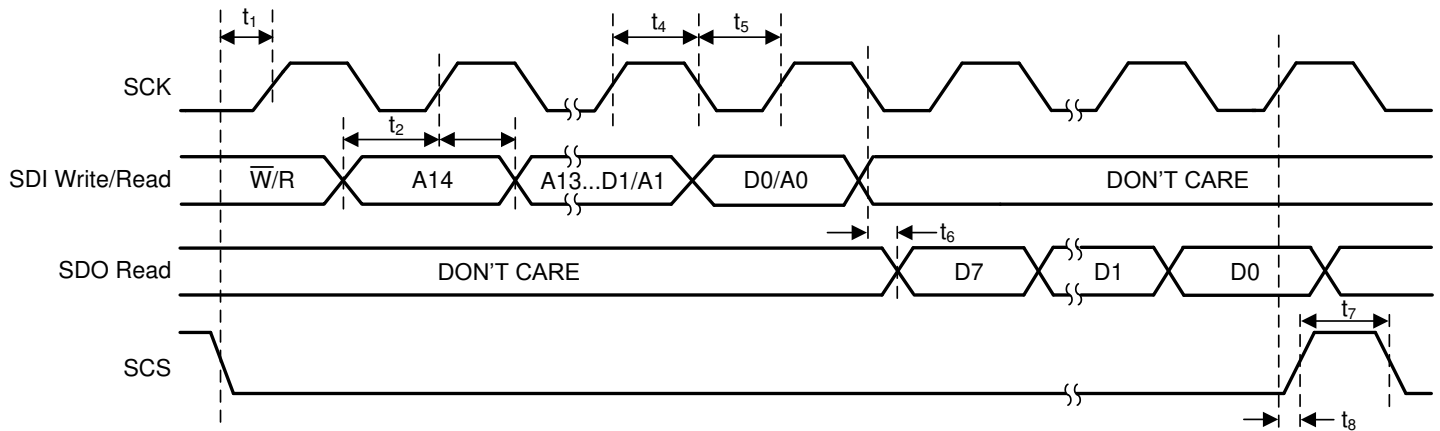 t1 t4 t5
SCK
t2
SDI Write/Read W̅/R A14 A13...D1/A1 D0/A0 DON'T CARE
t6
SDO Read DON'T CARE D7 D1 D0
t7
SCS
t8